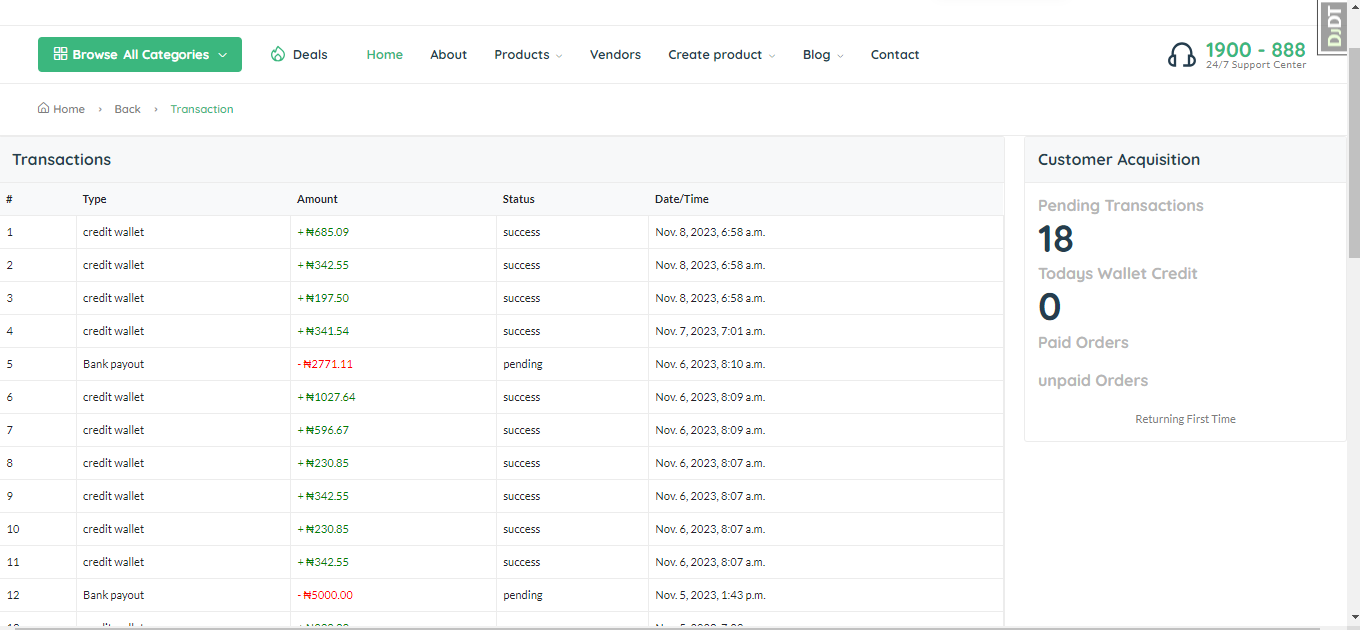 Browse All Categories
Deals
Home
About
Products
Vendors
Create product
Blog
Contact
1900 - 888
24/7 Support Center
DjDT
Home › Back › Transaction
Transactions
# Type Amount Status Date/Time
1 credit wallet + ₦685.09 success Nov. 8, 2023, 6:58 a.m.
2 credit wallet + ₦342.55 success Nov. 8, 2023, 6:58 a.m.
3 credit wallet + ₦197.50 success Nov. 8, 2023, 6:58 a.m.
4 credit wallet + ₦341.54 success Nov. 7, 2023, 7:01 a.m.
5 Bank payout - ₦2771.11 pending Nov. 6, 2023, 8:10 a.m.
6 credit wallet + ₦1027.64 success Nov. 6, 2023, 8:09 a.m.
7 credit wallet + ₦596.67 success Nov. 6, 2023, 8:09 a.m.
8 credit wallet + ₦230.85 success Nov. 6, 2023, 8:07 a.m.
9 credit wallet + ₦342.55 success Nov. 6, 2023, 8:07 a.m.
10 credit wallet + ₦230.85 success Nov. 6, 2023, 8:07 a.m.
11 credit wallet + ₦342.55 success Nov. 6, 2023, 8:07 a.m.
12 Bank payout - ₦5000.00 pending Nov. 5, 2023, 1:43 p.m.
Customer Acquisition
Pending Transactions
18
Todays Wallet Credit
0
Paid Orders
unpaid Orders
Returning First Time